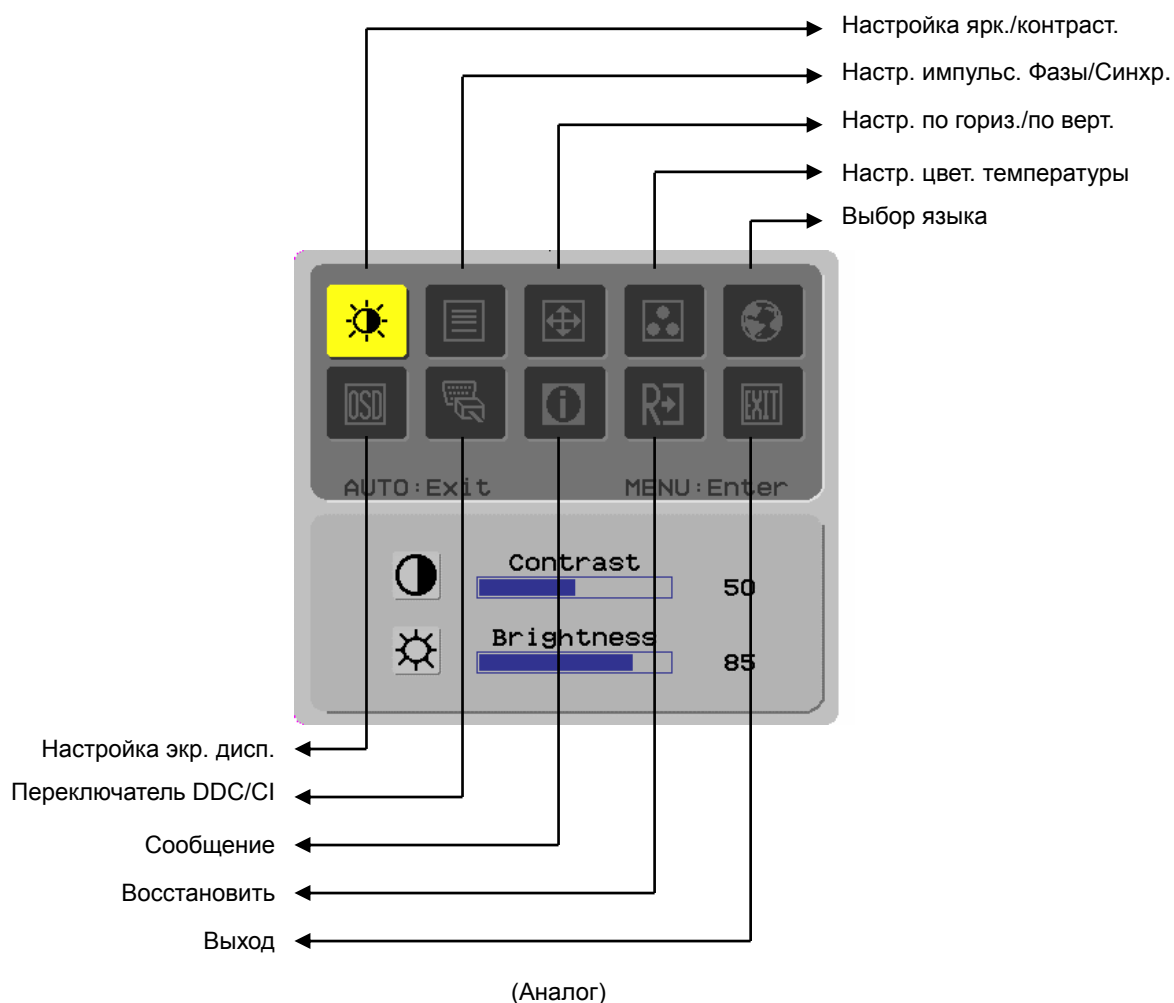 Настройка ярк./контраст.
Настр. импульс. Фазы/Синхр.
Настр. по гориз./по верт.
Настр. цвет. температуры
Выбор языка
OSD
i
R
EXIT
AUTO:Exit MENU:Enter
Contrast
50
Brightness
85
Настройка экр. дисп.
Переключатель DDC/CI
Сообщение
Восстановить
Выход
(Аналог)